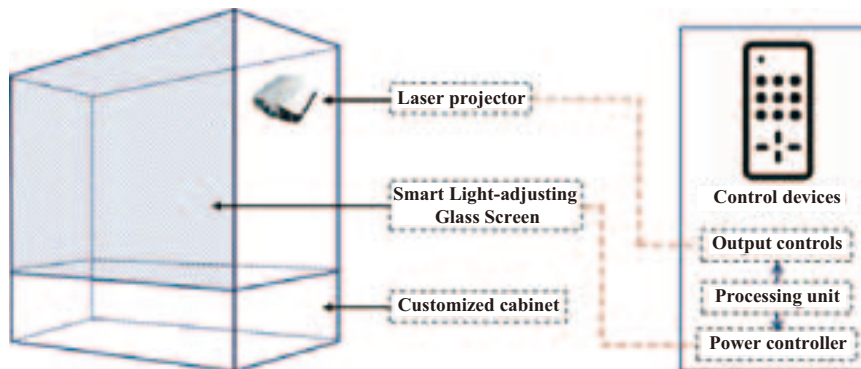 Laser projector
Smart Light-adjusting
Glass Screen
Customized cabinet
Control devices
Output controls
Processing unit
Power controller